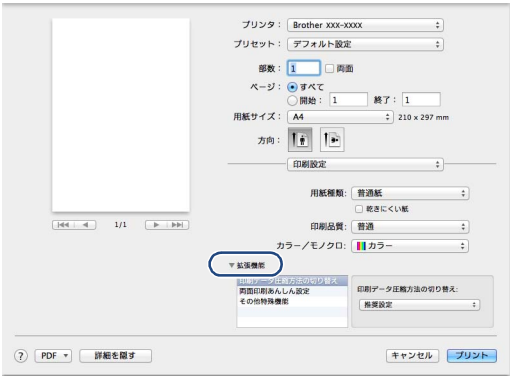 プリンタ： Brother XXX-XXXX
プリセット： デフォルト設定
部数： 1 両面
ページ： すべて
開始： 1 終了： 1
用紙サイズ： A4 210 x 297 mm
方向：
印刷設定
用紙種類: 普通紙
乾きにくい紙
1/1
印刷品質: 普通
カラー／モノクロ: カラー
▼拡張機能
印刷データ圧縮方法の切り替え
両面印刷あんしん設定
その他特殊機能
印刷データ圧縮方法の切り替え:
推奨設定
? PDF ▼ 詳細を隠す キャンセル プリント